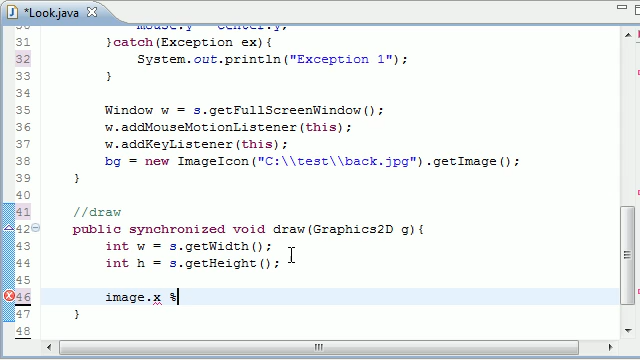 *Look.java
31 }catch(Exception ex){
32 System.out.println("Exception 1");
33 }
34
35 Window w = s.getFullScreenWindow();
36 w.addMouseMotionListener(this);
37 w.addKeyListener(this);
38 bg = new ImageIcon("C:\\test\\back.jpg").getImage();
39 }
40
41 //draw
42 public synchronized void draw(Graphics2D g){
43 int w = s.getWidth();
44 int h = s.getHeight();
45
46 image.x %
47 }
48